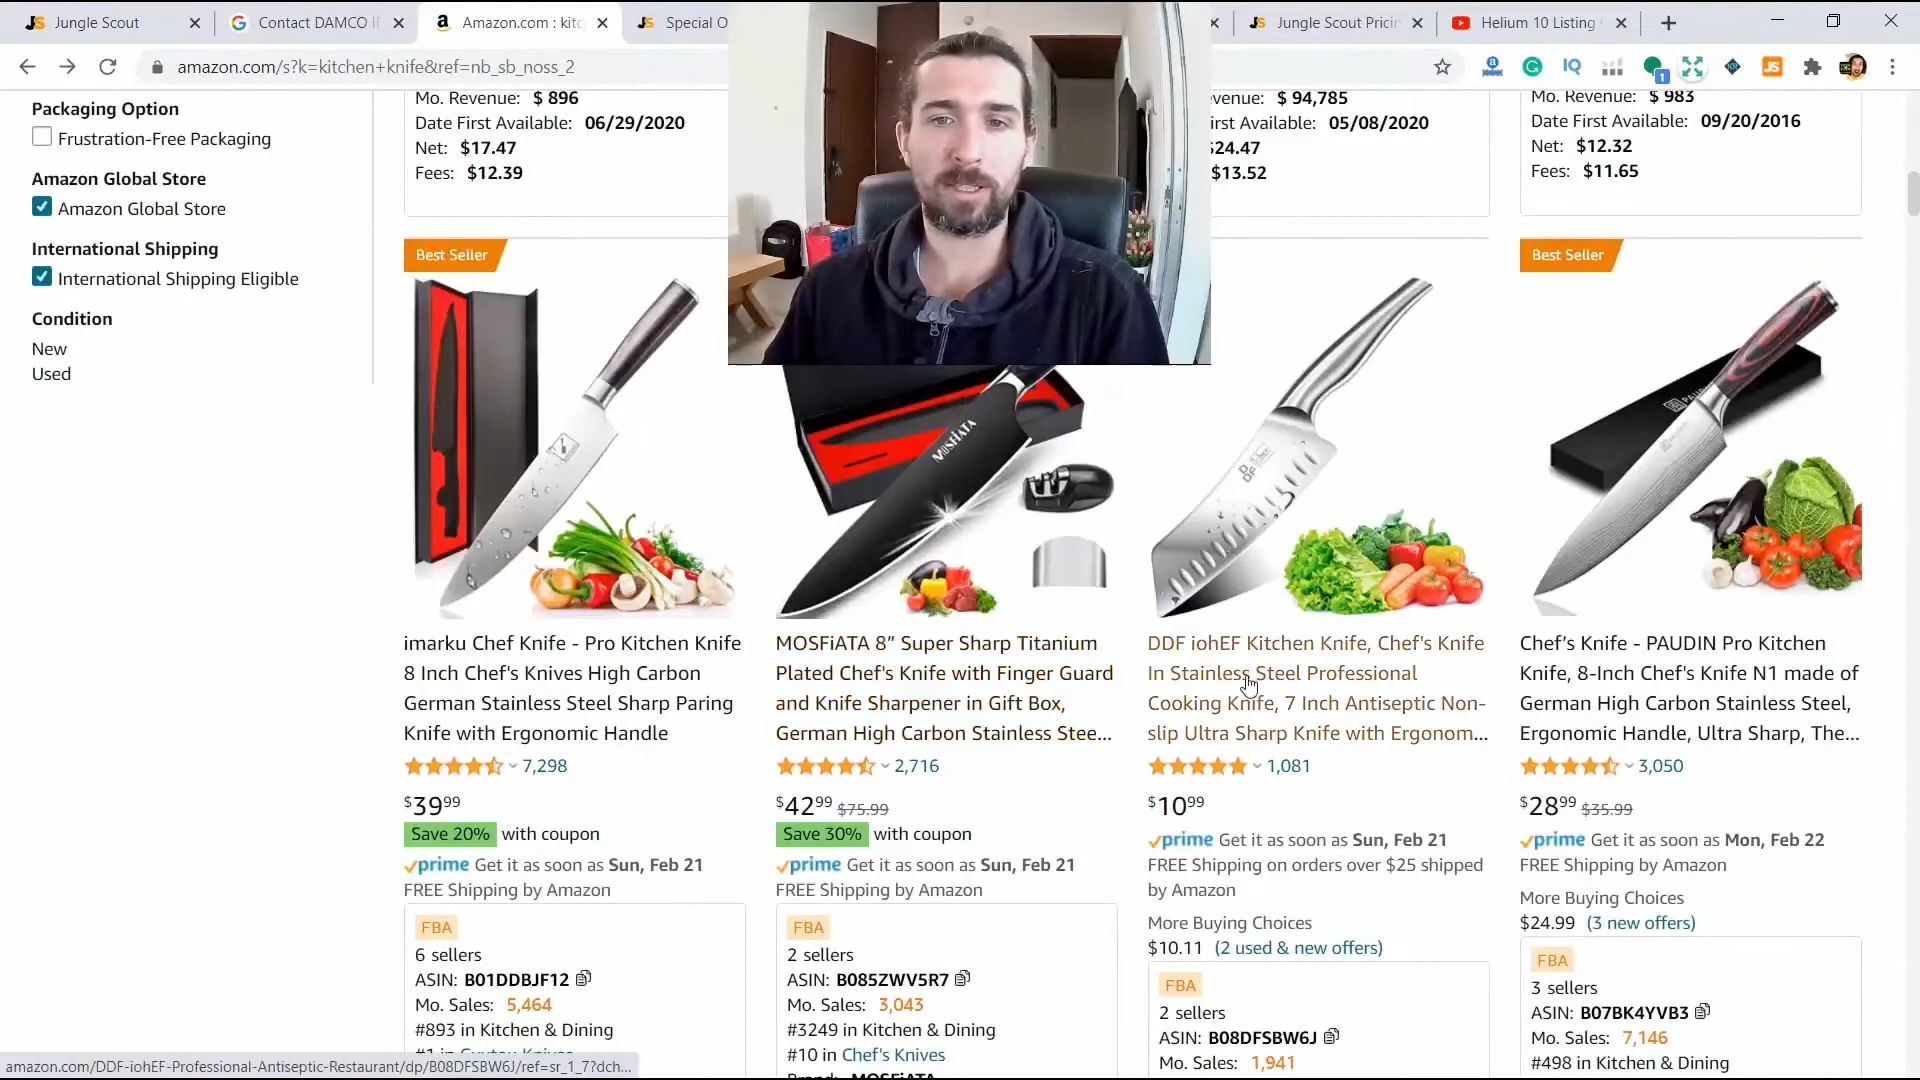 Jungle Scout
Contact DAMCO
Amazon.com : kitc
Special O
Jungle Scout Pricin
Helium 10 Listing
amazon.com/s?k=kitchen+knife&ref=nb_sb_noss_2
1
Packaging Option
Frustration-Free Packaging
Amazon Global Store
Amazon Global Store
International Shipping
International Shipping Eligible
Condition
New
Used
Mo. Revenue: $ 896
Date First Available: 06/29/2020
Net: $17.47
Fees: $12.39
evenue: $ 94,785
irst Available: 05/08/2020
$24.47
$13.52
Mo. Revenue: $ 983
Date First Available: 09/20/2016
Net: $12.32
Fees: $11.65
Best Seller
imarku Chef Knife - Pro Kitchen Knife
8 Inch Chef's Knives High Carbon
German Stainless Steel Sharp Paring
Knife with Ergonomic Handle
7,298
$39.99
Save 20% with coupon
prime Get it as soon as Sun, Feb 21
FREE Shipping by Amazon
FBA
6 sellers
ASIN: B01DDBJF12
Mo. Sales: 5,464
#893 in Kitchen & Dining
MOSFiATA
MOSFiATA 8” Super Sharp Titanium
Plated Chef's Knife with Finger Guard
and Knife Sharpener in Gift Box,
German High Carbon Stainless Stee...
2,716
$42.99 $75.99
Save 30% with coupon
prime Get it as soon as Sun, Feb 21
FREE Shipping by Amazon
FBA
2 sellers
ASIN: B085ZWV5R7
Mo. Sales: 3,043
#3249 in Kitchen & Dining
#10 in Chef's Knives
DDF iohEF Kitchen Knife, Chef's Knife
In Stainless Steel Professional
Cooking Knife, 7 Inch Antiseptic Non-
slip Ultra Sharp Knife with Ergonom...
1,081
$10.99
prime Get it as soon as Sun, Feb 21
FREE Shipping on orders over $25 shipped
by Amazon
More Buying Choices
$10.11 (2 used & new offers)
FBA
2 sellers
ASIN: B08DFSBW6J
Mo. Sales: 1,941
Best Seller
Chef’s Knife - PAUDIN Pro Kitchen
Knife, 8-Inch Chef's Knife N1 made of
German High Carbon Stainless Steel,
Ergonomic Handle, Ultra Sharp, The...
3,050
$28.99 $35.99
prime Get it as soon as Mon, Feb 22
FREE Shipping by Amazon
More Buying Choices
$24.99 (3 new offers)
FBA
3 sellers
ASIN: B07BK4YVB3
Mo. Sales: 7,146
#498 in Kitchen & Dining
amazon.com/DDF-iohEF-Professional-Antiseptic-Restaurant/dp/B08DFSBW6J/ref=sr_1_7?dch...